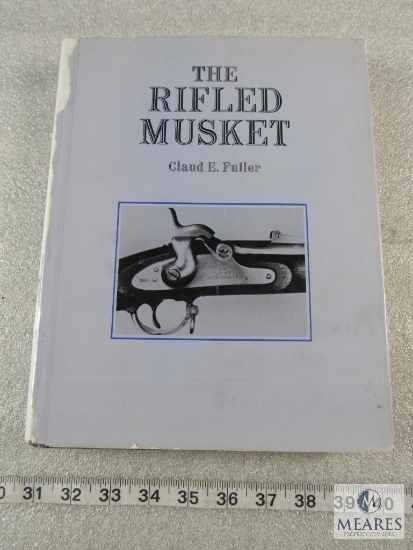 THE
RIFLED
MUSKET
Claud E. Fuller
31 32 33 34 35 36 37 38 39 40
MEARES